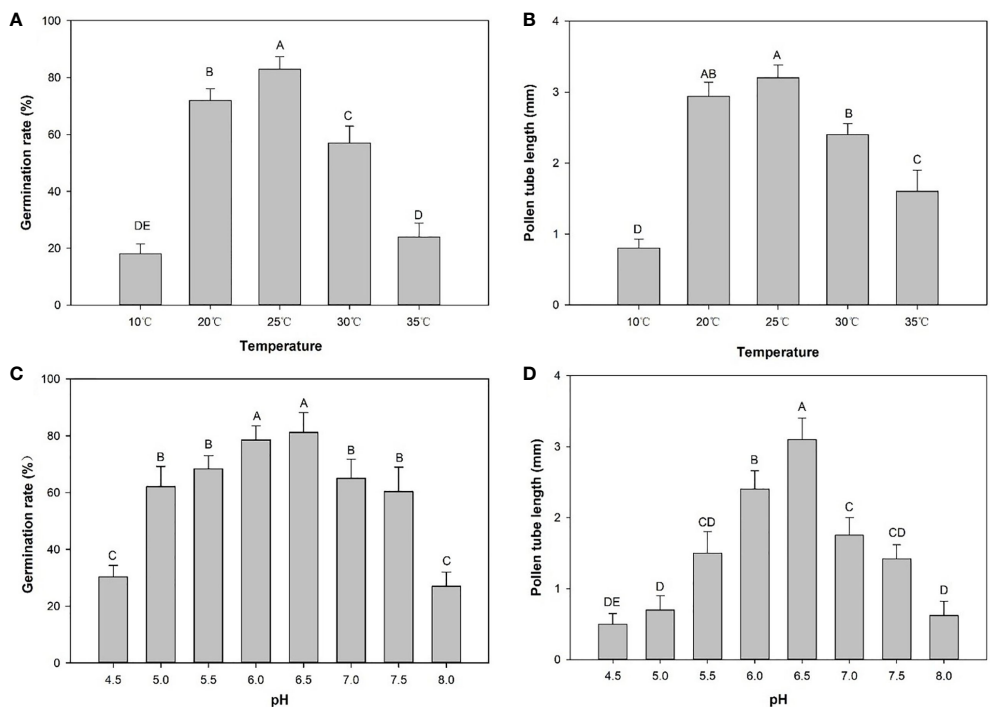 A
100
80
60
40
20
0
Germination rate (%)
DE
B
A
C
D
10℃ 20℃ 25℃ 30℃ 35℃
Temperature
B
4
3
2
1
0
Pollen tube length (mm)
D
AB
A
B
C
10℃ 20℃ 25℃ 30℃ 35℃
Temperature
C
100
80
60
40
20
0
Germination rate (%)
C
B
B
A
A
B
B
C
4.5 5.0 5.5 6.0 6.5 7.0 7.5 8.0
pH
D
4
3
2
1
0
Pollen tube length (mm)
DE
D
CD
B
A
C
CD
D
4.5 5.0 5.5 6.0 6.5 7.0 7.5 8.0
pH